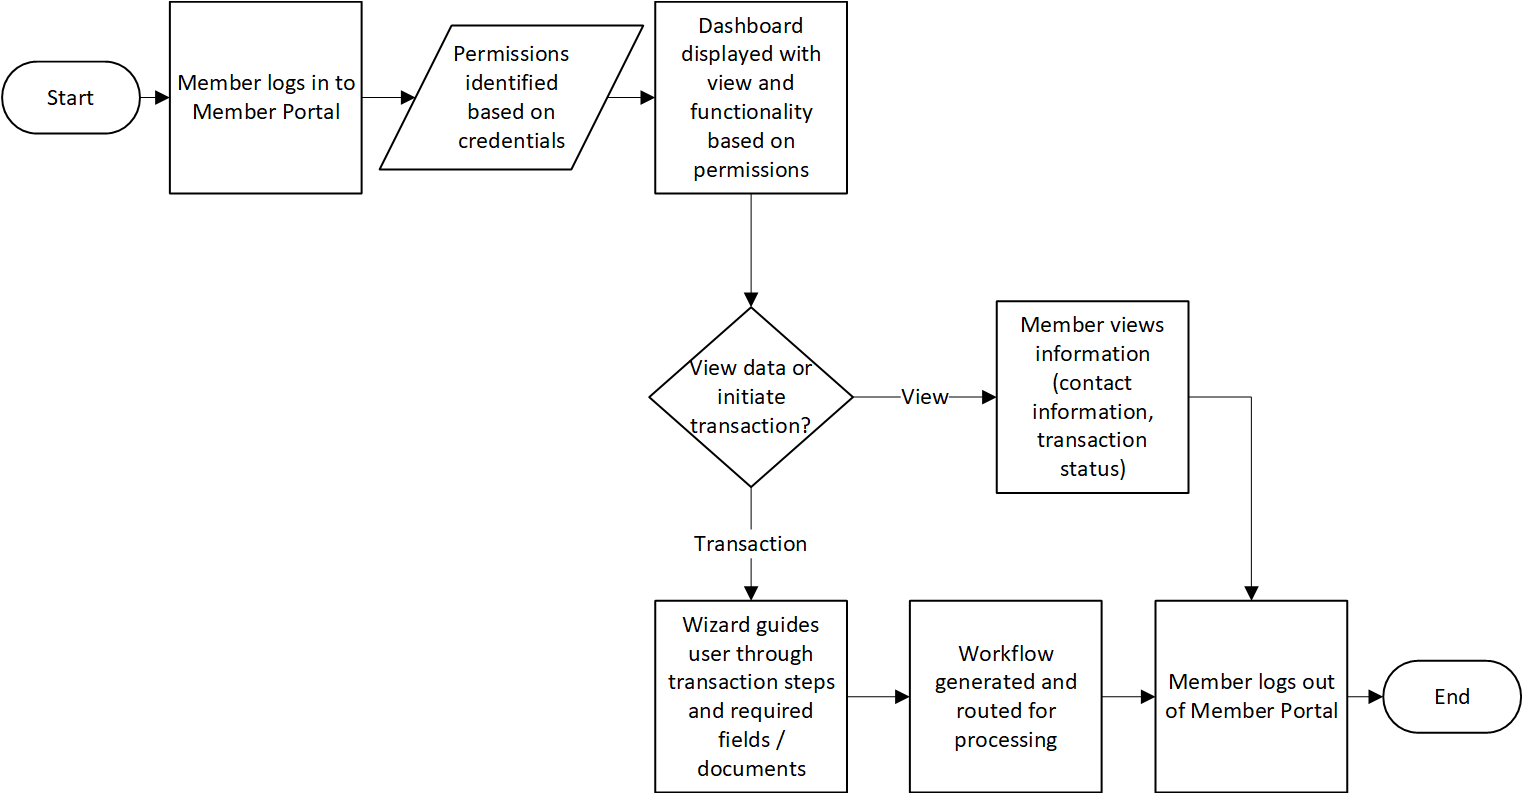 Start
Member logs in to
Member Portal
Permissions
identified
based on
credentials
Dashboard
displayed with
view and
functionality
based on
permissions
View data or
initiate
transaction?
View
Member views
information
(contact
information,
transaction
status)
Transaction
Wizard guides
user through
transaction steps
and required
fields /
documents
Workflow
generated and
routed for
processing
Member logs out
of Member Portal
End